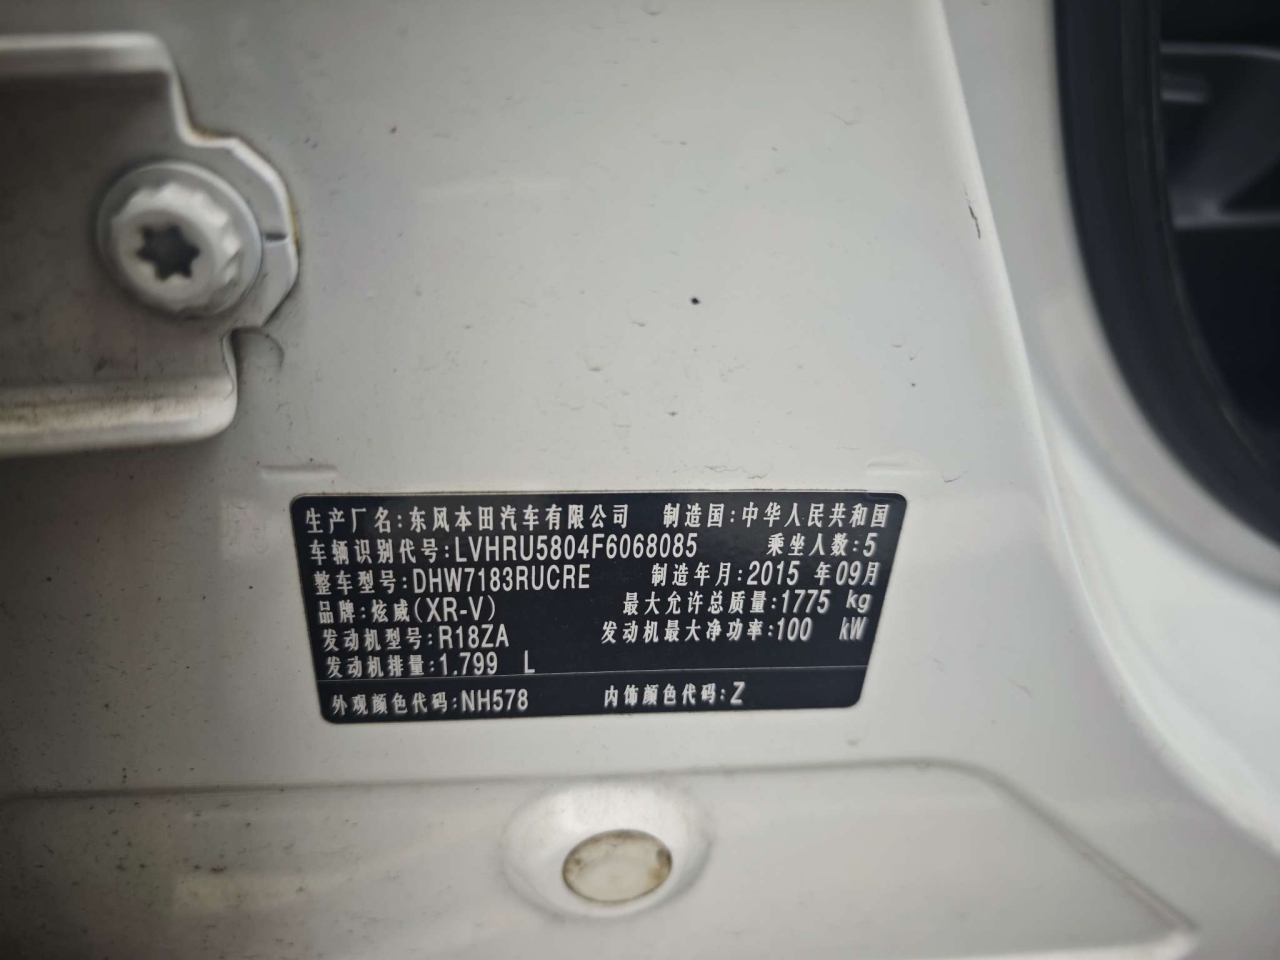 生产厂名:东风本田汽车有限公司 制造国:中华人民共和国
车辆识别代号:LVHRU5804F6068085 乘坐人数:5
整车型号:DHW7183RUCRE 制造年月:2015 年09月
品牌:炫威(XR-V) 最大允许总质量:1775 kg
发动机型号:R18ZA 发动机最大净功率:100 kW
发动机排量:1.799 L
外观颜色代码:NH578 内饰颜色代码:Z